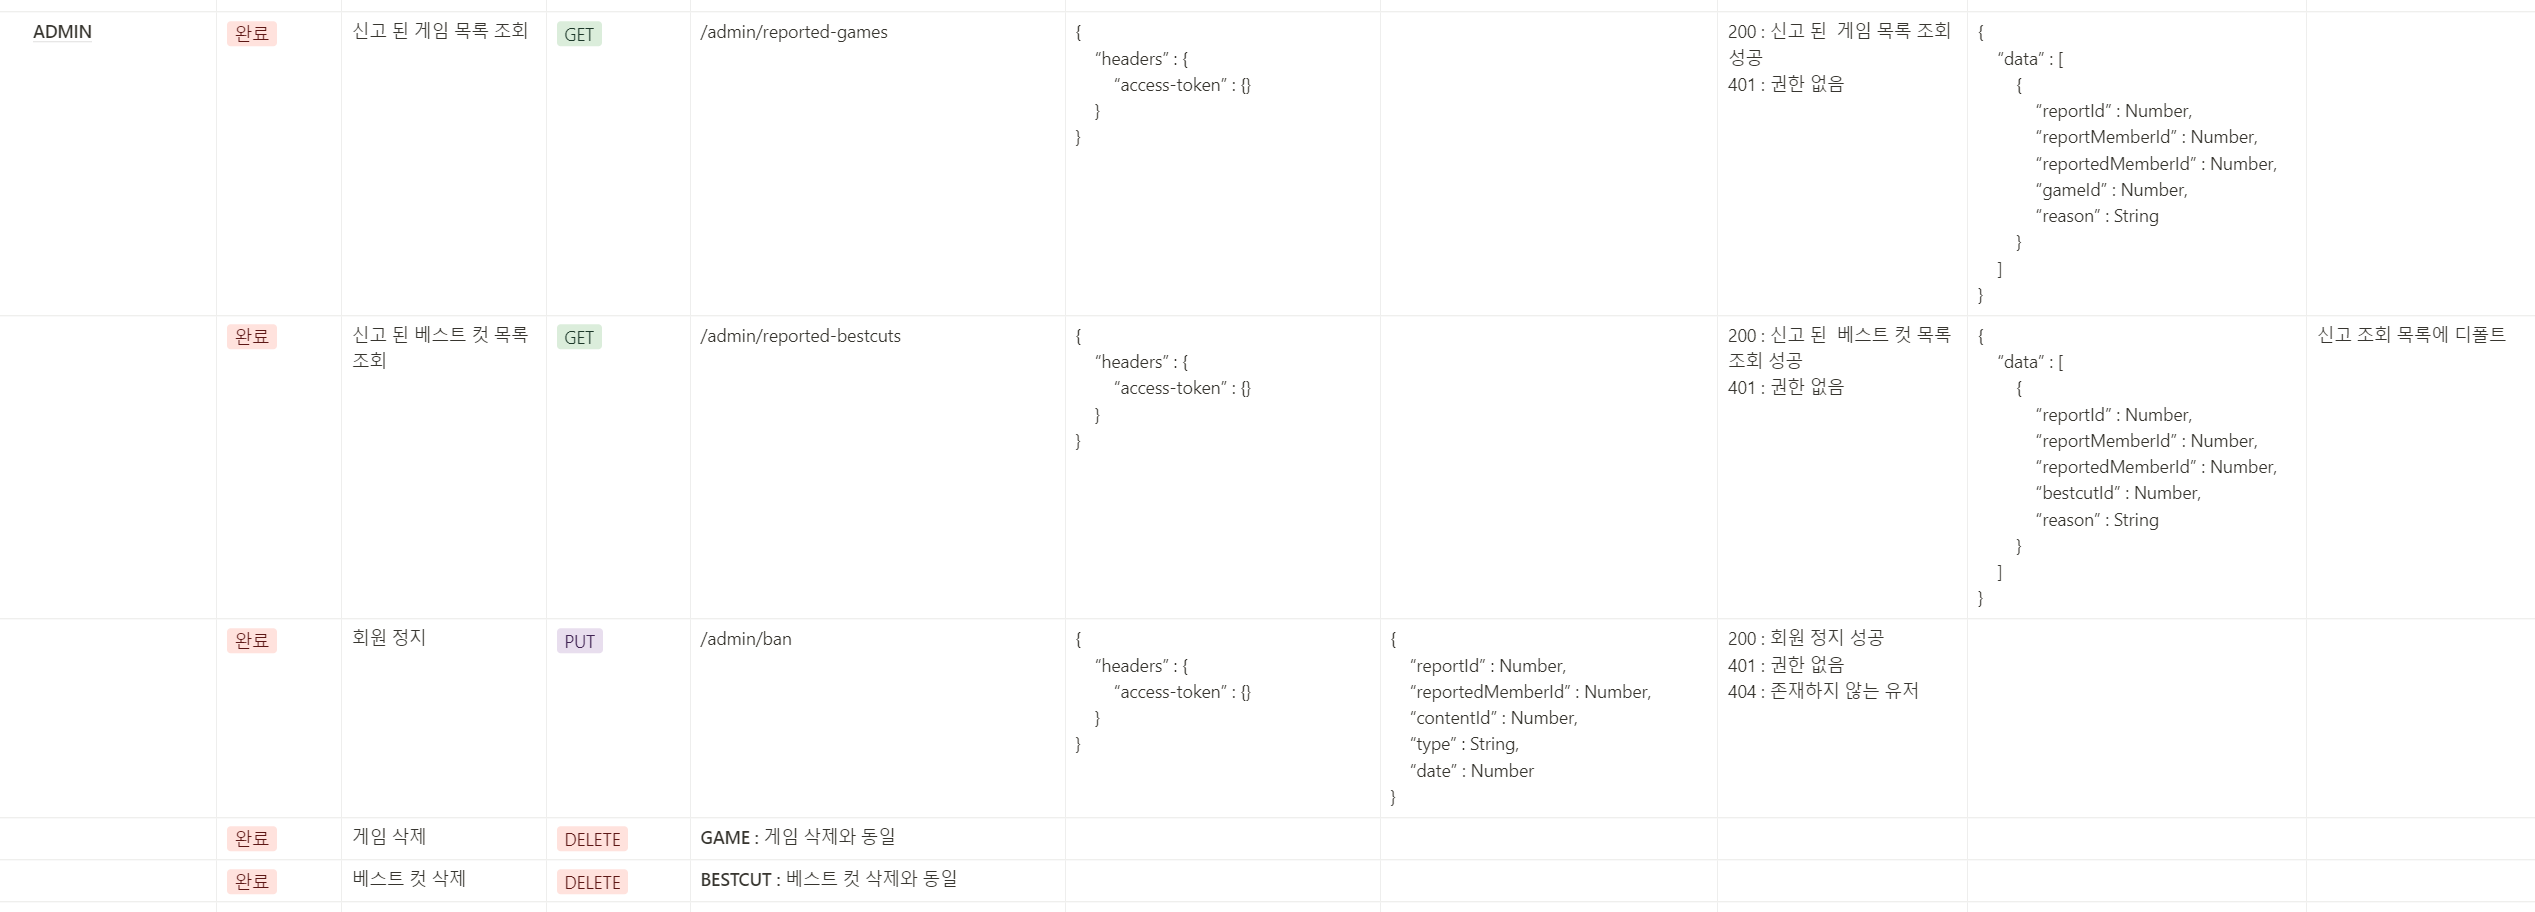 ADMIN
완료
신고 된 게임 목록 조회
GET
/admin/reported-games
{
“headers” : {
“access-token” : {}
}
}
200 : 신고 된  게임 목록 조회
성공
401 : 권한 없음
{
“data” : [
{
“reportId” : Number,
“reportMemberId” : Number,
“reportedMemberId” : Number,
“gameId” : Number,
“reason” : String
}
]
}
완료
신고 된 베스트 컷 목록
조회
GET
/admin/reported-bestcuts
{
“headers” : {
“access-token” : {}
}
}
200 : 신고 된  베스트 컷 목록
조회 성공
401 : 권한 없음
{
“data” : [
{
“reportId” : Number,
“reportMemberId” : Number,
“reportedMemberId” : Number,
“bestcutId” : Number,
“reason” : String
}
]
}
신고 조회 목록에 디폴트
완료
회원 정지
PUT
/admin/ban
{
“headers” : {
“access-token” : {}
}
}
{
“reportId” : Number,
“reportedMemberId” : Number,
“contentId” : Number,
“type” : String,
“date” : Number
}
200 : 회원 정지 성공
401 : 권한 없음
404 : 존재하지 않는 유저
완료
게임 삭제
DELETE
GAME : 게임 삭제와 동일
완료
베스트 컷 삭제
DELETE
BESTCUT : 베스트 컷 삭제와 동일